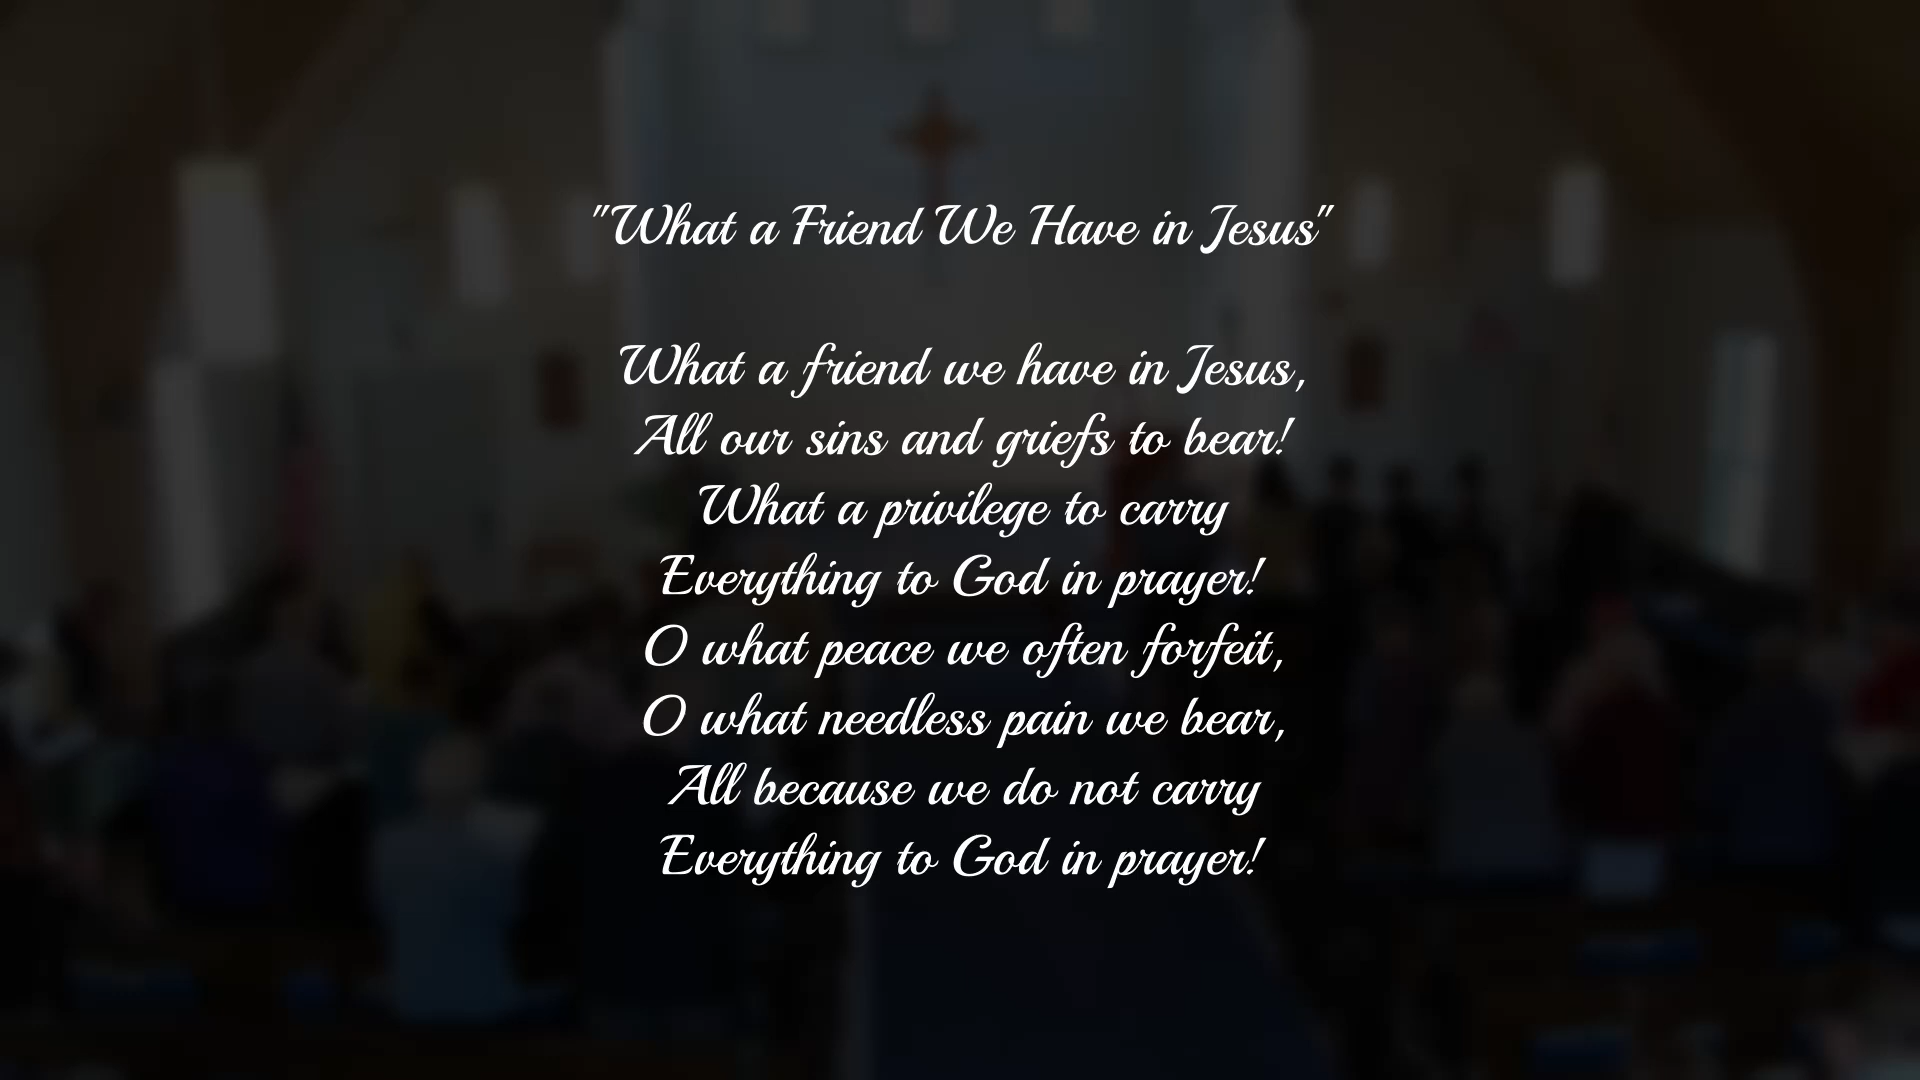 "What a Friend We Have in Jesus"
What a friend we have in Jesus,
All our sins and griefs to bear!
What a privilege to carry
Everything to God in prayer!
O what peace we often forfeit,
O what needless pain we bear,
All because we do not carry
Everything to God in prayer!